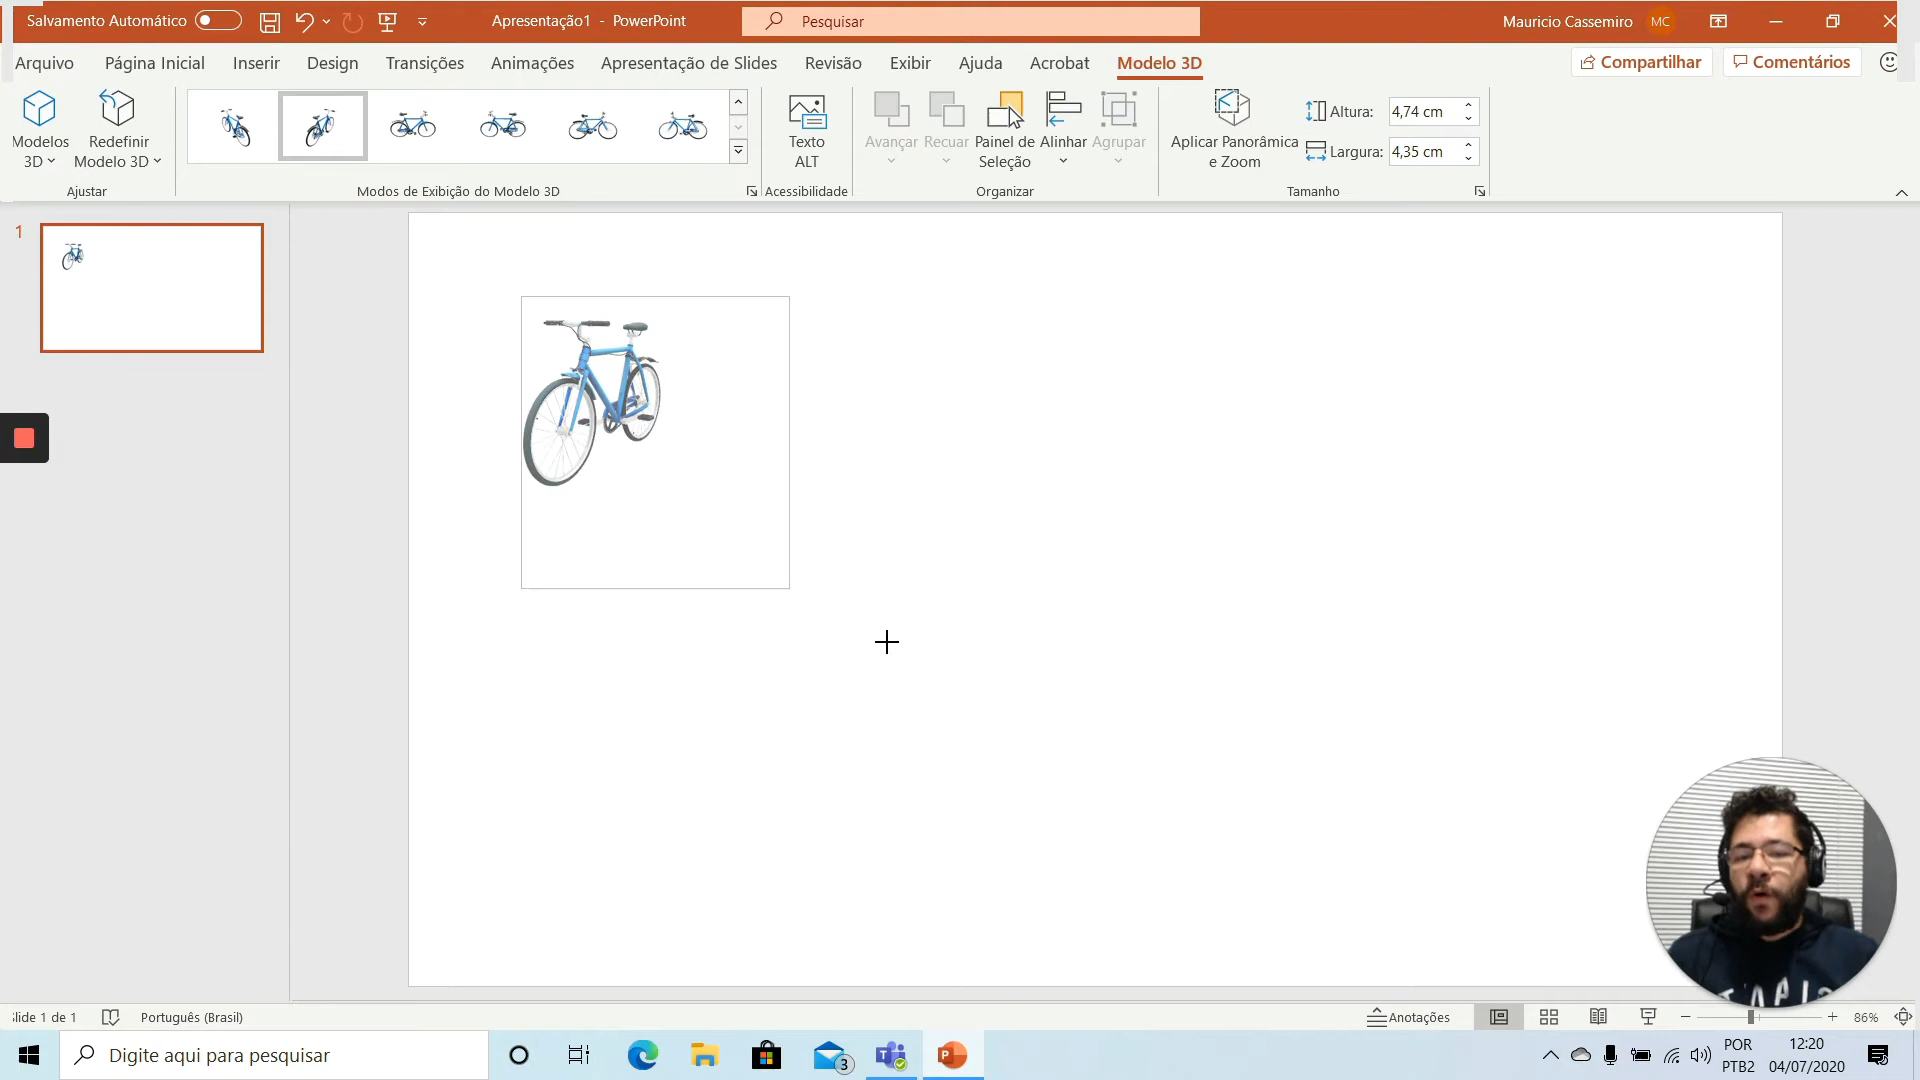 Salvamento Automático
Apresentação1 - PowerPoint
Pesquisar
Mauricio Cassemiro
MC
Arquivo
Página Inicial
Inserir
Design
Transições
Animações
Apresentação de Slides
Revisão
Exibir
Ajuda
Acrobat
Modelo 3D
Compartilhar
Comentários
Modelos
3D
Redefinir
Modelo 3D
Ajustar
Modos de Exibição do Modelo 3D
Texto
ALT
Acessibilidade
Avançar
Recuar
Painel de
Seleção
Alinhar
Agrupar
Organizar
Aplicar Panorâmica
e Zoom
Altura:
4,74 cm
Largura:
4,35 cm
Tamanho
1
lide 1 de 1
Português (Brasil)
Anotações
86%
Digite aqui para pesquisar
3
POR
PTB2
12:20
04/07/2020